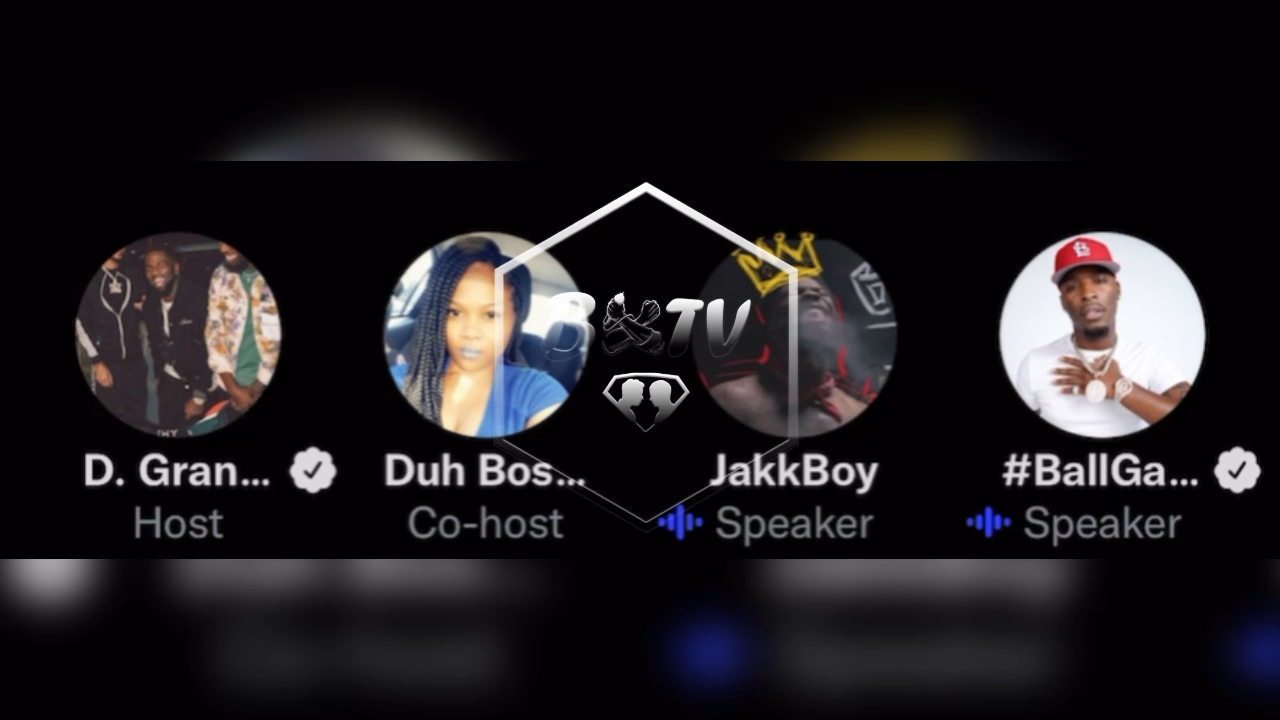 B TV
D. Gran...
Host
Duh Bos...
Co-host
JakkBoy
Speaker
#BallGa...
Speaker